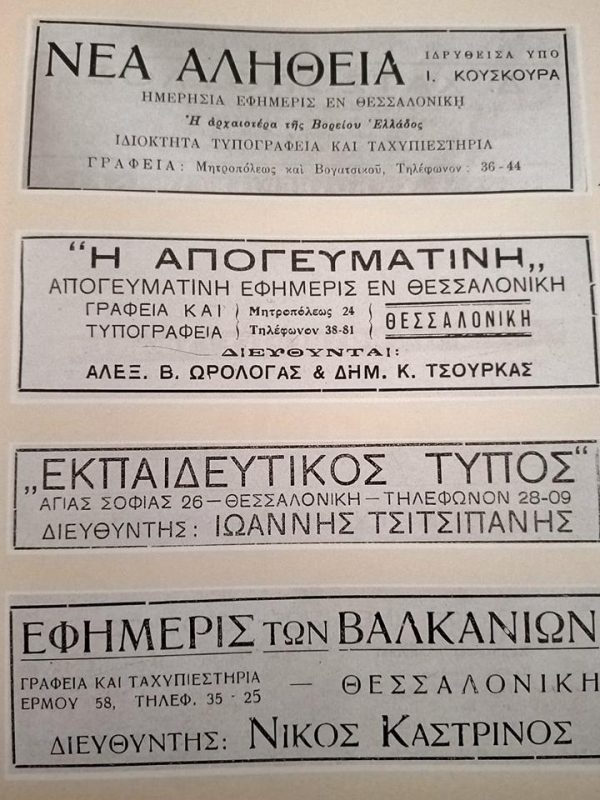 ΝΕΑ ΑΛΗΘΕΙΑ
ΙΔΡΥΘΕΙΣΑ ΥΠΟ
Ι. ΚΟΥΣΚΟΥΡΑ
ΗΜΕΡΗΣΙΑ ΕΦΗΜΕΡΙΣ ΕΝ ΘΕΣΣΑΛΟΝΙΚΗ
Ἡ ἀρχαιοτέρα τῆς Βορείου Ἑλλάδος
ΙΔΙΟΚΤΗΤΑ ΤΥΠΟΓΡΑΦΕΙΑ ΚΑΙ ΤΑΧΥΠΙΕΣΤΗΡΙΑ
ΓΡΑΦΕΙΑ: Μητροπόλεως καὶ Βογατσικοῦ, Τηλέφωνον: 36-44
“Η ΑΠΟΓΕΥΜΑΤΙΝΗ„
ΑΠΟΓΕΥΜΑΤΙΝΗ ΕΦΗΜΕΡΙΣ ΕΝ ΘΕΣΣΑΛΟΝΙΚΗ
ΓΡΑΦΕΙΑ ΚΑΙ
ΤΥΠΟΓΡΑΦΕΙΑ
Μητροπόλεως 24
Τηλέφωνον 38-81
ΘΕΣΣΑΛΟΝΙΚΗ
ΔΙΕΥΘΥΝΤΑΙ:
ΑΛΕΞ. Β. ΩΡΟΛΟΓΑΣ & ΔΗΜ. Κ. ΤΣΟΥΡΚΑΣ
„ΕΚΠΑΙΔΕΥΤΙΚΟΣ ΤΥΠΟΣ“
ΑΓΙΑΣ ΣΟΦΙΑΣ 26—ΘΕΣΣΑΛΟΝΙΚΗ—ΤΗΛΕΦΩΝΟΝ 28-09
ΔΙΕΥΘΥΝΤΗΣ: ΙΩΑΝΝΗΣ ΤΣΙΤΣΙΠΑΝΗΣ
ΕΦΗΜΕΡΙΣ ΤΩΝ ΒΑΛΚΑΝΙΩΝ
ΓΡΑΦΕΙΑ ΚΑΙ ΤΑΧΥΠΙΕΣΤΗΡΙΑ
ΕΡΜΟΥ 58, ΤΗΛΕΦ. 35 - 25
— ΘΕΣΣΑΛΟΝΙΚΗ
ΔΙΕΥΘΥΝΤΗΣ: ΝΙΚΟΣ ΚΑΣΤΡΙΝΟΣ